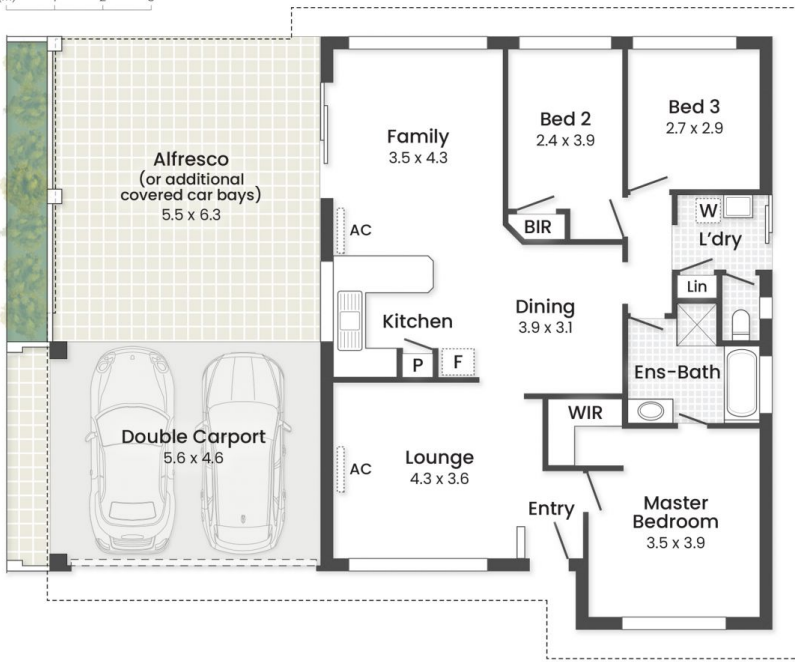 Alfresco
(or additional
covered car bays)
5.5 x 6.3
Family
3.5 x 4.3
Bed 2
2.4 x 3.9
Bed 3
2.7 x 2.9
AC
BIR
W
L'dry
Lin
Kitchen
Dining
3.9 x 3.1
P
F
Ens-Bath
Double Carport
5.6 x 4.6
AC
Lounge
4.3 x 3.6
WIR
Entry
Master
Bedroom
3.5 x 3.9